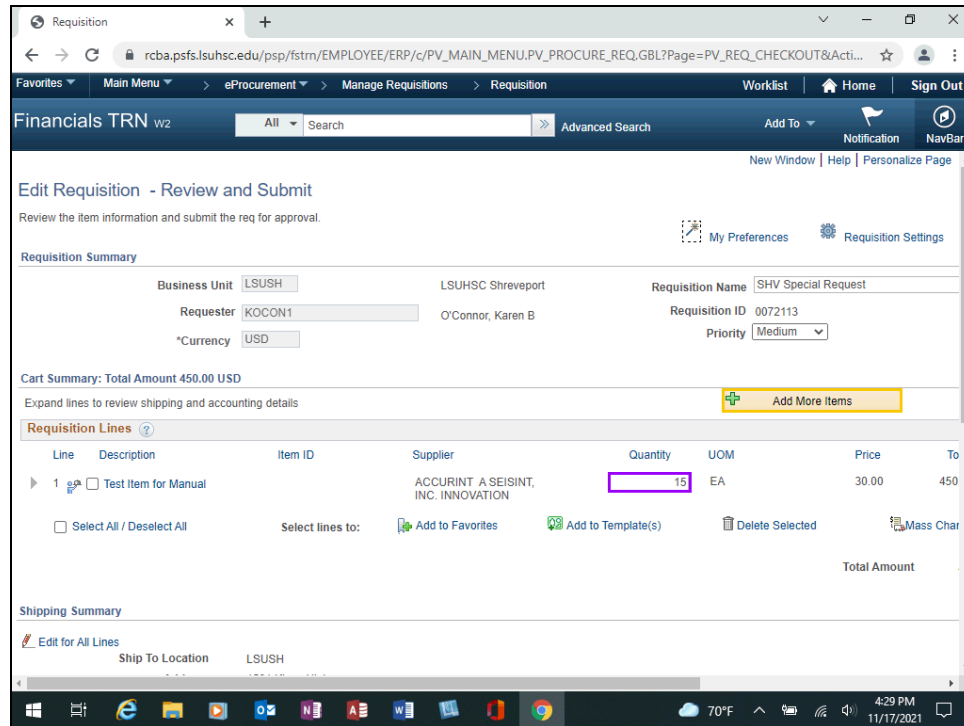 Requisition
rcba.psfs.lsuhsc.edu/psp/fstrn/EMPLOYEE/ERP/c/PV_MAIN_MENU.PV_PROCURE_REQ.GBL?Page=PV_REQ_CHECKOUT&Acti...
Favorites Main Menu > eProcurement > Manage Requisitions > Requisition Worklist Home Sign Out
Financials TRN W2 All Search Advanced Search Add To Notification NavBar
New Window | Help | Personalize Page
Edit Requisition - Review and Submit
Review the item information and submit the req for approval.
My Preferences Requisition Settings
Requisition Summary
Business Unit LSUSH LSUHSC Shreveport Requisition Name SHV Special Request
Requester KOCON1 O'Connor, Karen B Requisition ID 0072113
*Currency USD Priority Medium
Cart Summary: Total Amount 450.00 USD
Expand lines to review shipping and accounting details Add More Items
Requisition Lines ?
Line Description Item ID Supplier Quantity UOM Price To
1 Test Item for Manual ACCURINT A SEISINT, INC. INNOVATION 15 EA 30.00 450
Select All / Deselect All Select lines to: Add to Favorites Add to Template(s) Delete Selected Mass Char
Total Amount
Shipping Summary
Edit for All Lines
Ship To Location LSUSH
70°F 4:29 PM
11/17/2021